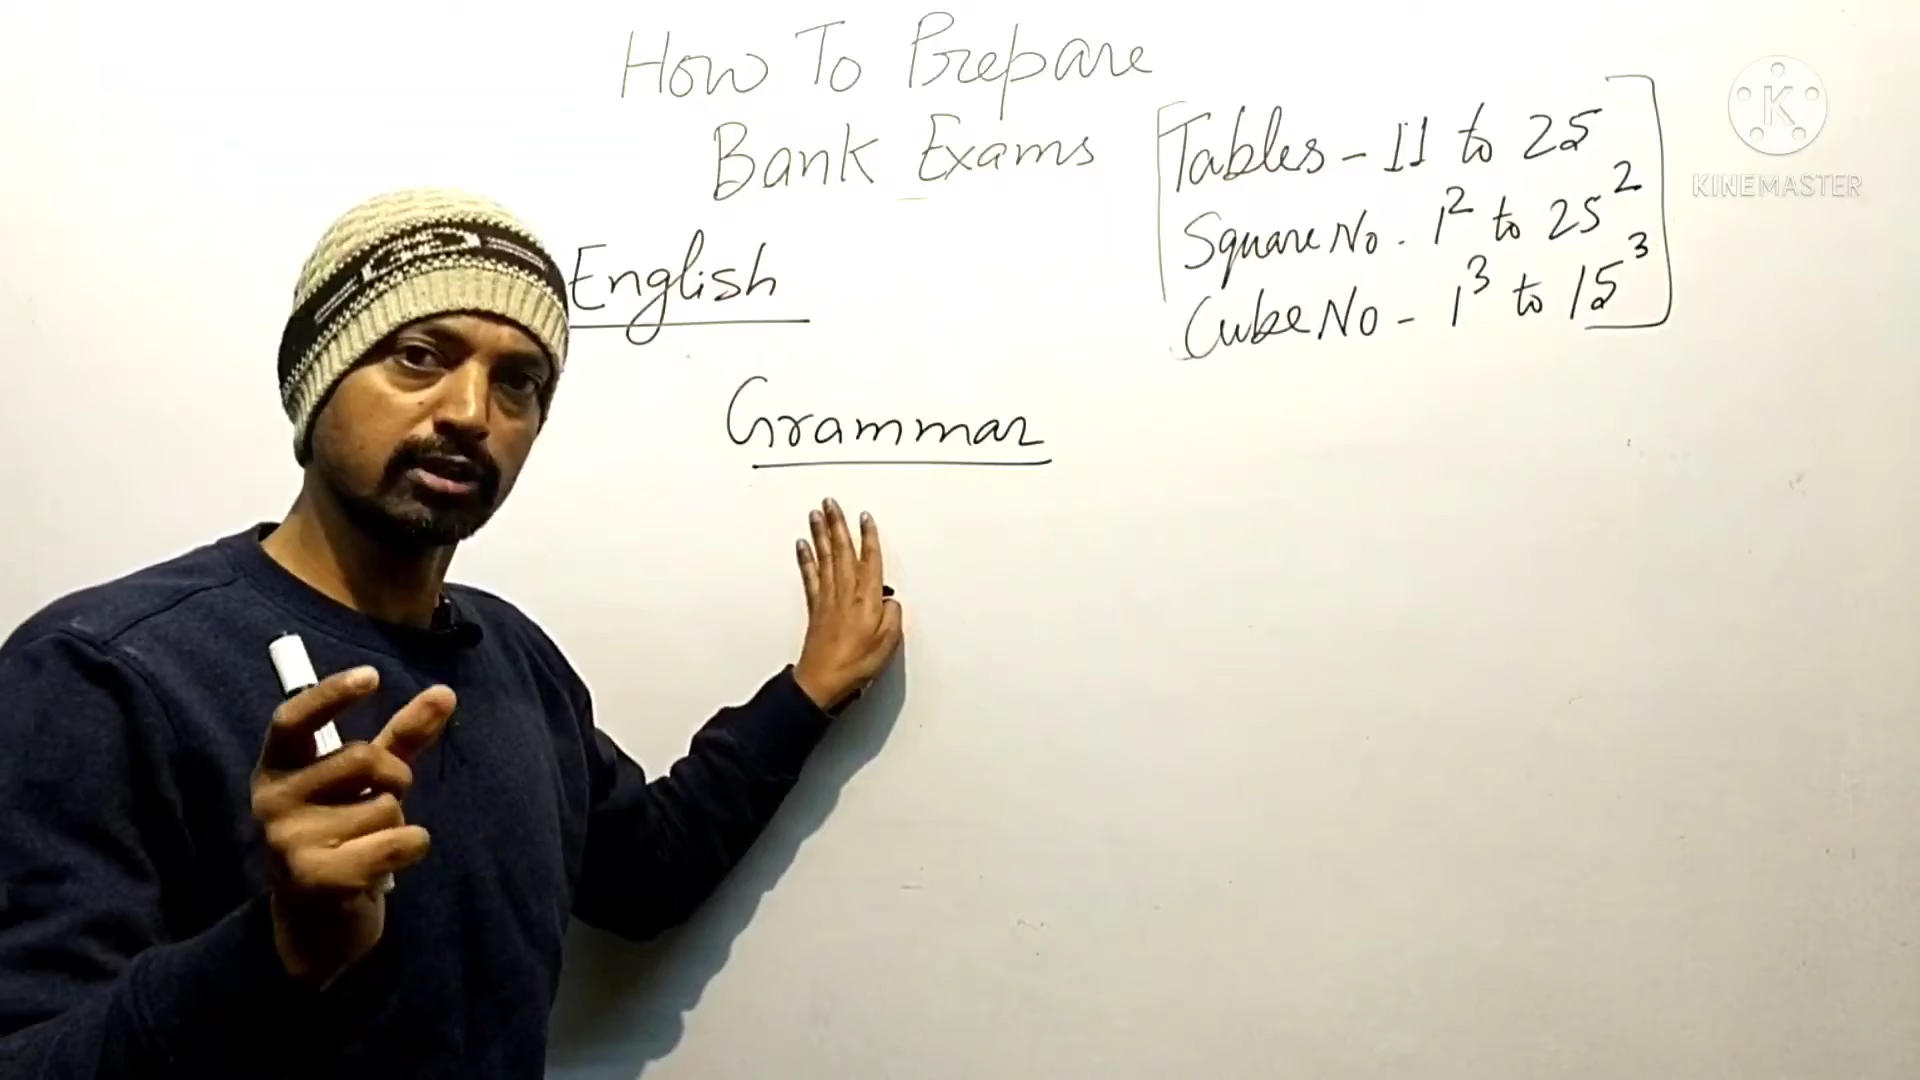 How To Prepare
Bank Exams
English
Grammar
Tables - 11 to 25
Square No. 1² to 25²
Cube No - 1³ to 15³
K
KINEMASTER